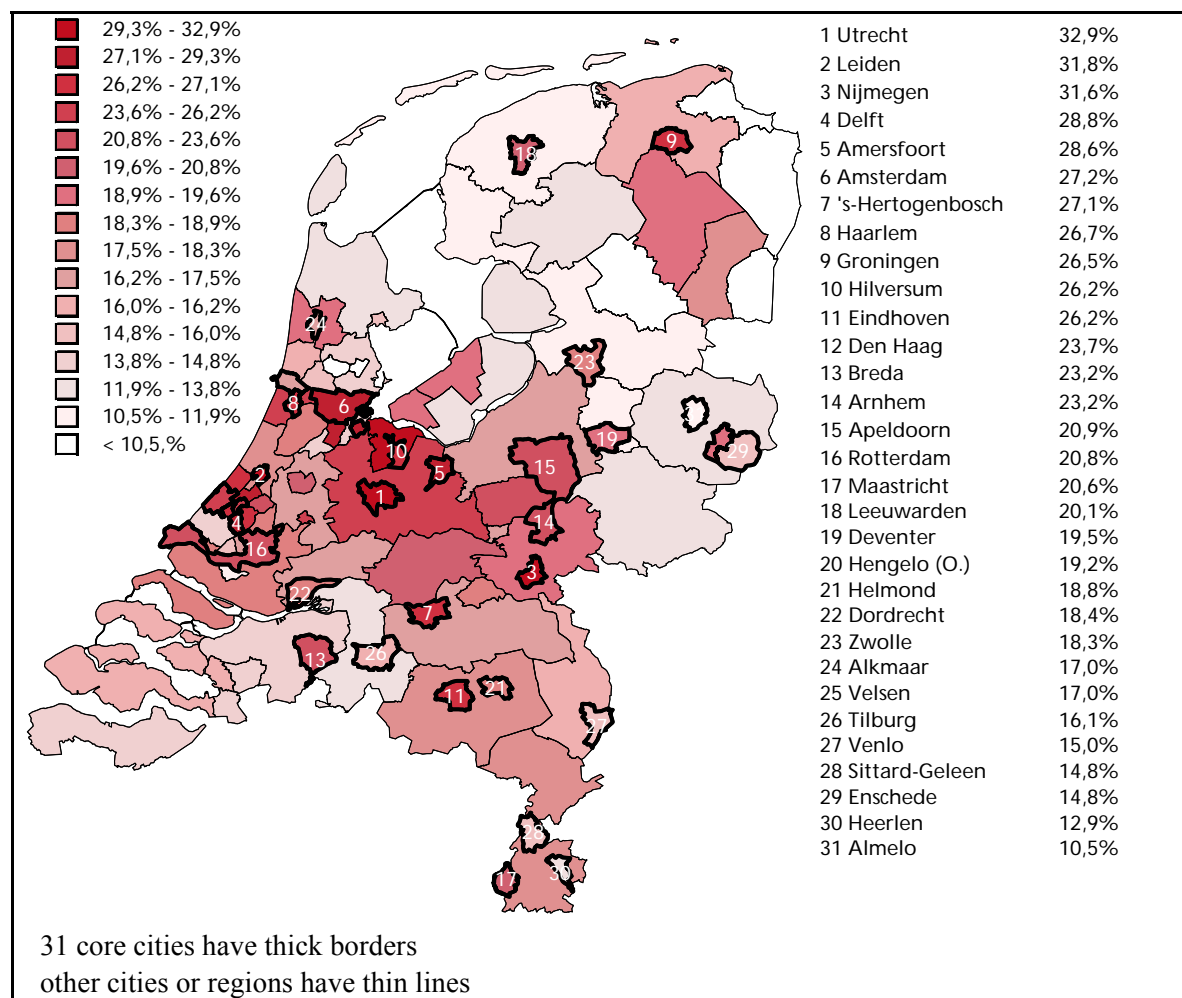 29,3% - 32,9%
27,1% - 29,3%
26,2% - 27,1%
23,6% - 26,2%
20,8% - 23,6%
19,6% - 20,8%
18,9% - 19,6%
18,3% - 18,9%
17,5% - 18,3%
16,2% - 17,5%
16,0% - 16,2%
14,8% - 16,0%
13,8% - 14,8%
11,9% - 13,8%
10,5% - 11,9%
< 10,5,%
1 Utrecht 32,9%
2 Leiden 31,8%
3 Nijmegen 31,6%
4 Delft 28,8%
5 Amersfoort 28,6%
6 Amsterdam 27,2%
7 's-Hertogenbosch 27,1%
8 Haarlem 26,7%
9 Groningen 26,5%
10 Hilversum 26,2%
11 Eindhoven 26,2%
12 Den Haag 23,7%
13 Breda 23,2%
14 Arnhem 23,2%
15 Apeldoorn 20,9%
16 Rotterdam 20,8%
17 Maastricht 20,6%
18 Leeuwarden 20,1%
19 Deventer 19,5%
20 Hengelo (O.) 19,2%
21 Helmond 18,8%
22 Dordrecht 18,4%
23 Zwolle 18,3%
24 Alkmaar 17,0%
25 Velsen 17,0%
26 Tilburg 16,1%
27 Venlo 15,0%
28 Sittard-Geleen 14,8%
29 Enschede 14,8%
30 Heerlen 12,9%
31 Almelo 10,5%
9
18
24
23
8
6
19
29
10
2
5
15
1
4
14
16
3
22
7
13
26
21
11
27
28
17
30
31 core cities have thick borders
other cities or regions have thin lines